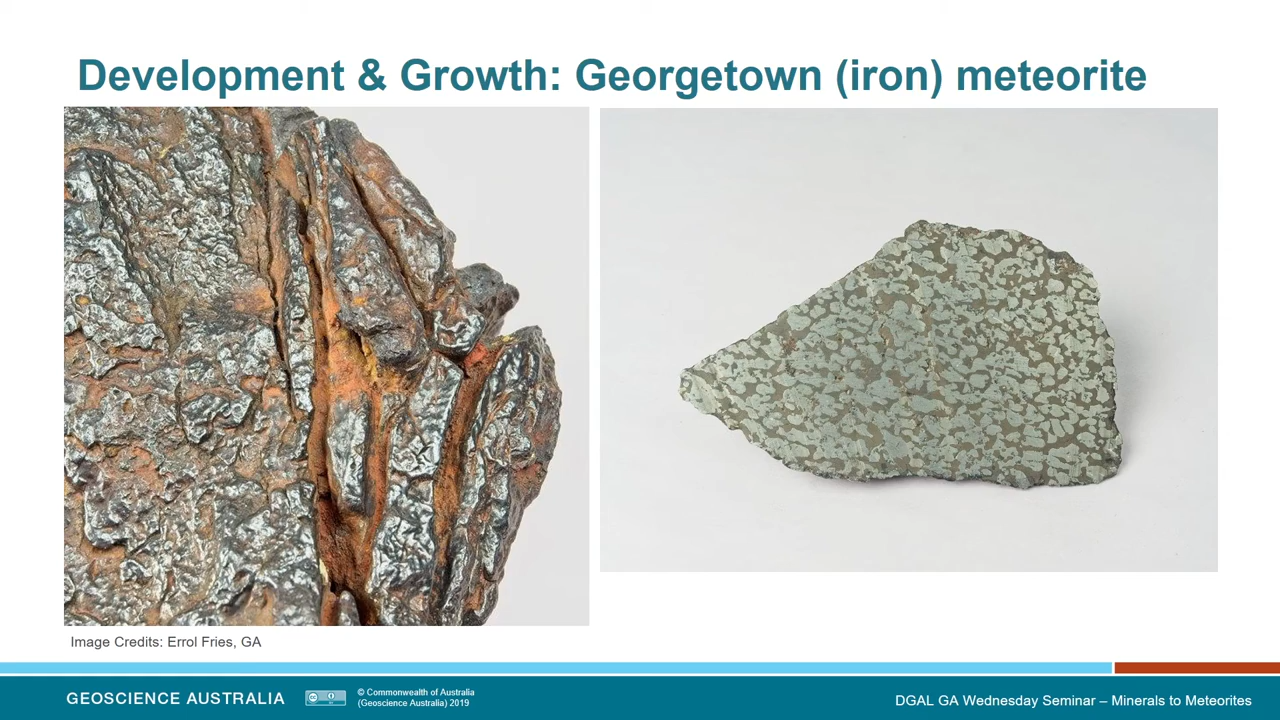 Development & Growth: Georgetown (iron) meteorite
Image Credits: Errol Fries, GA
GEOSCIENCE AUSTRALIA
© Commonwealth of Australia
(Geoscience Australia) 2019
DGAL GA Wednesday Seminar – Minerals to Meteorites